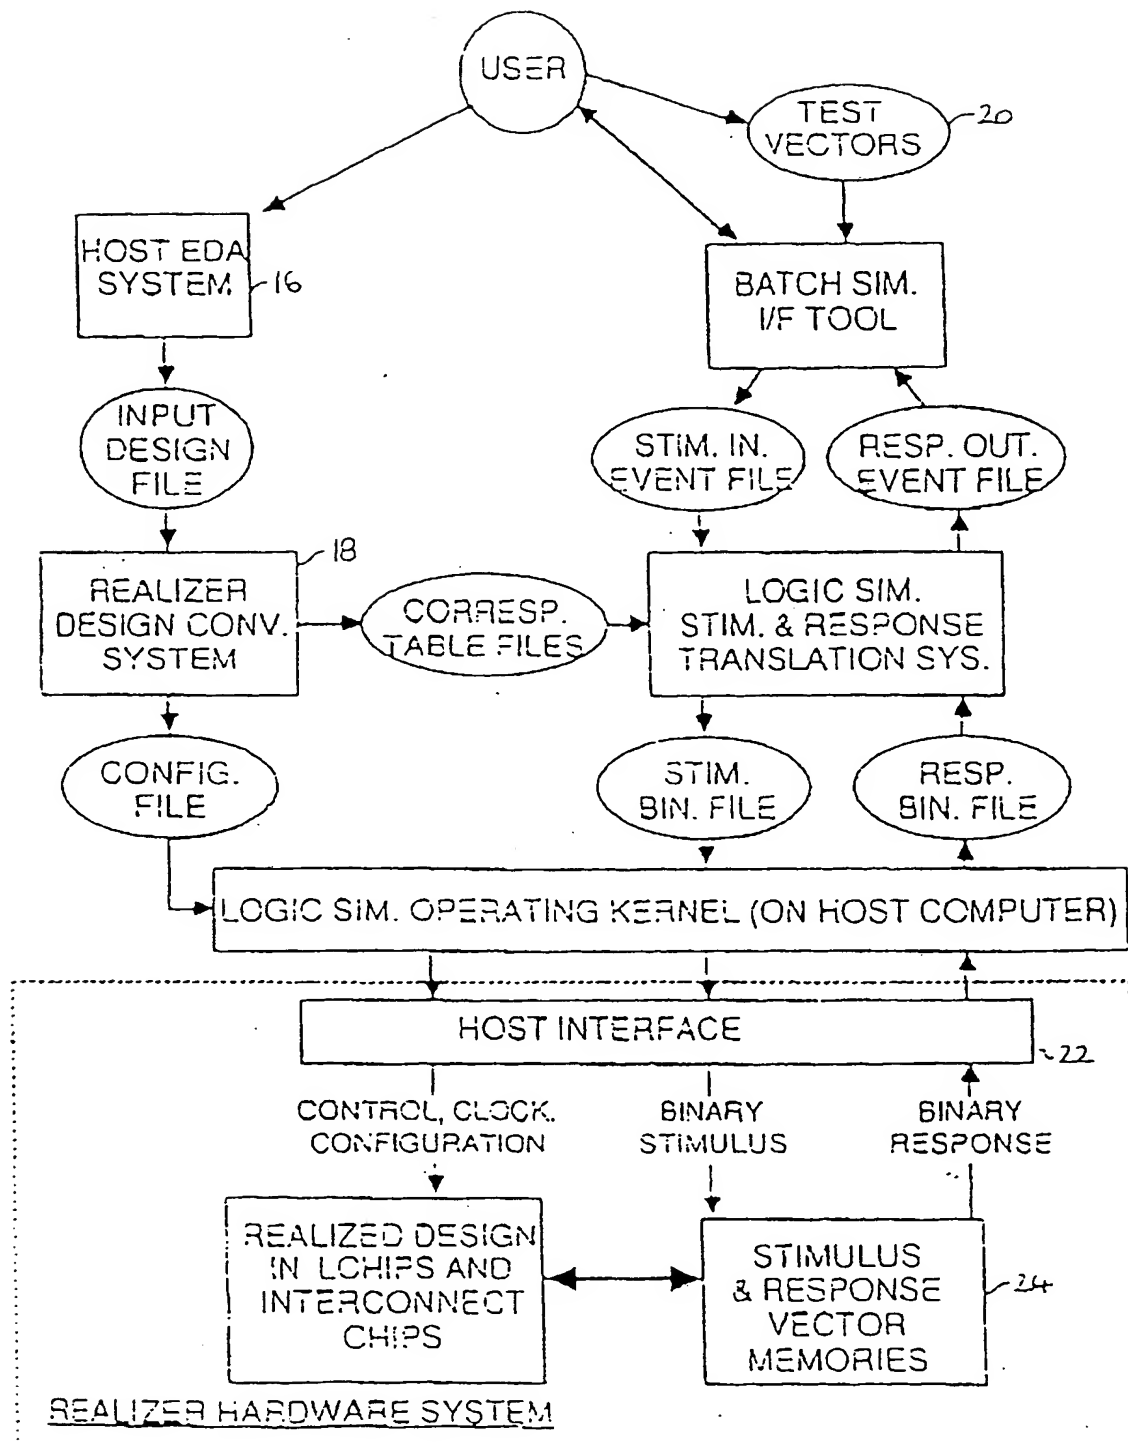 USER
TEST
VECTORS
20
HOST EDA
SYSTEM
16
BATCH SIM.
I/F TOOL
INPUT
DESIGN
FILE
STIM. IN.
EVENT FILE
RESP. OUT.
EVENT FILE
18
REALIZER
DESIGN CONV.
SYSTEM
CORRESP.
TABLE FILES
LOGIC SIM.
STIM. & RESPONSE
TRANSLATION SYS.
CONFIG.
FILE
STIM.
BIN. FILE
RESP.
BIN. FILE
LOGIC SIM. OPERATING KERNEL (ON HOST COMPUTER)
HOST INTERFACE
22
CONTROL, CLOCK.
CONFIGURATION
BINARY
STIMULUS
BINARY
RESPONSE
REALIZED DESIGN
IN LCHIPS AND
INTERCONNECT
CHIPS
STIMULUS
& RESPONSE
VECTOR
MEMORIES
24
REALIZER HARDWARE SYSTEM